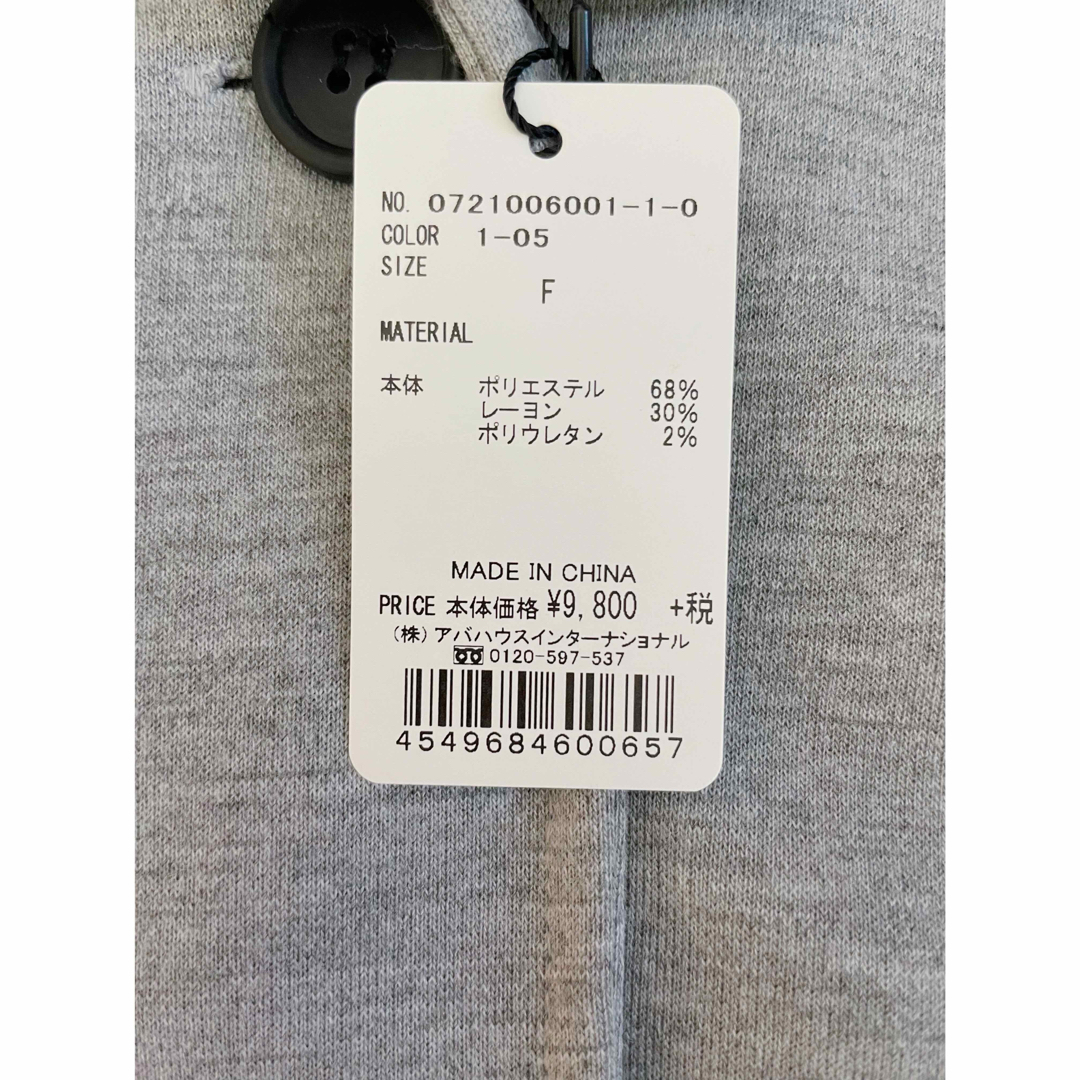 NO. 0721006001-1-0
COLOR 1-05
SIZE
F
MATERIAL
本体 ポリエステル 68%
レーヨン 30%
ポリウレタン 2%
MADE IN CHINA
PRICE 本体価格 ¥9,800 +税
(株)アバハウスインターナショナル
0120-597-537
4549684600657